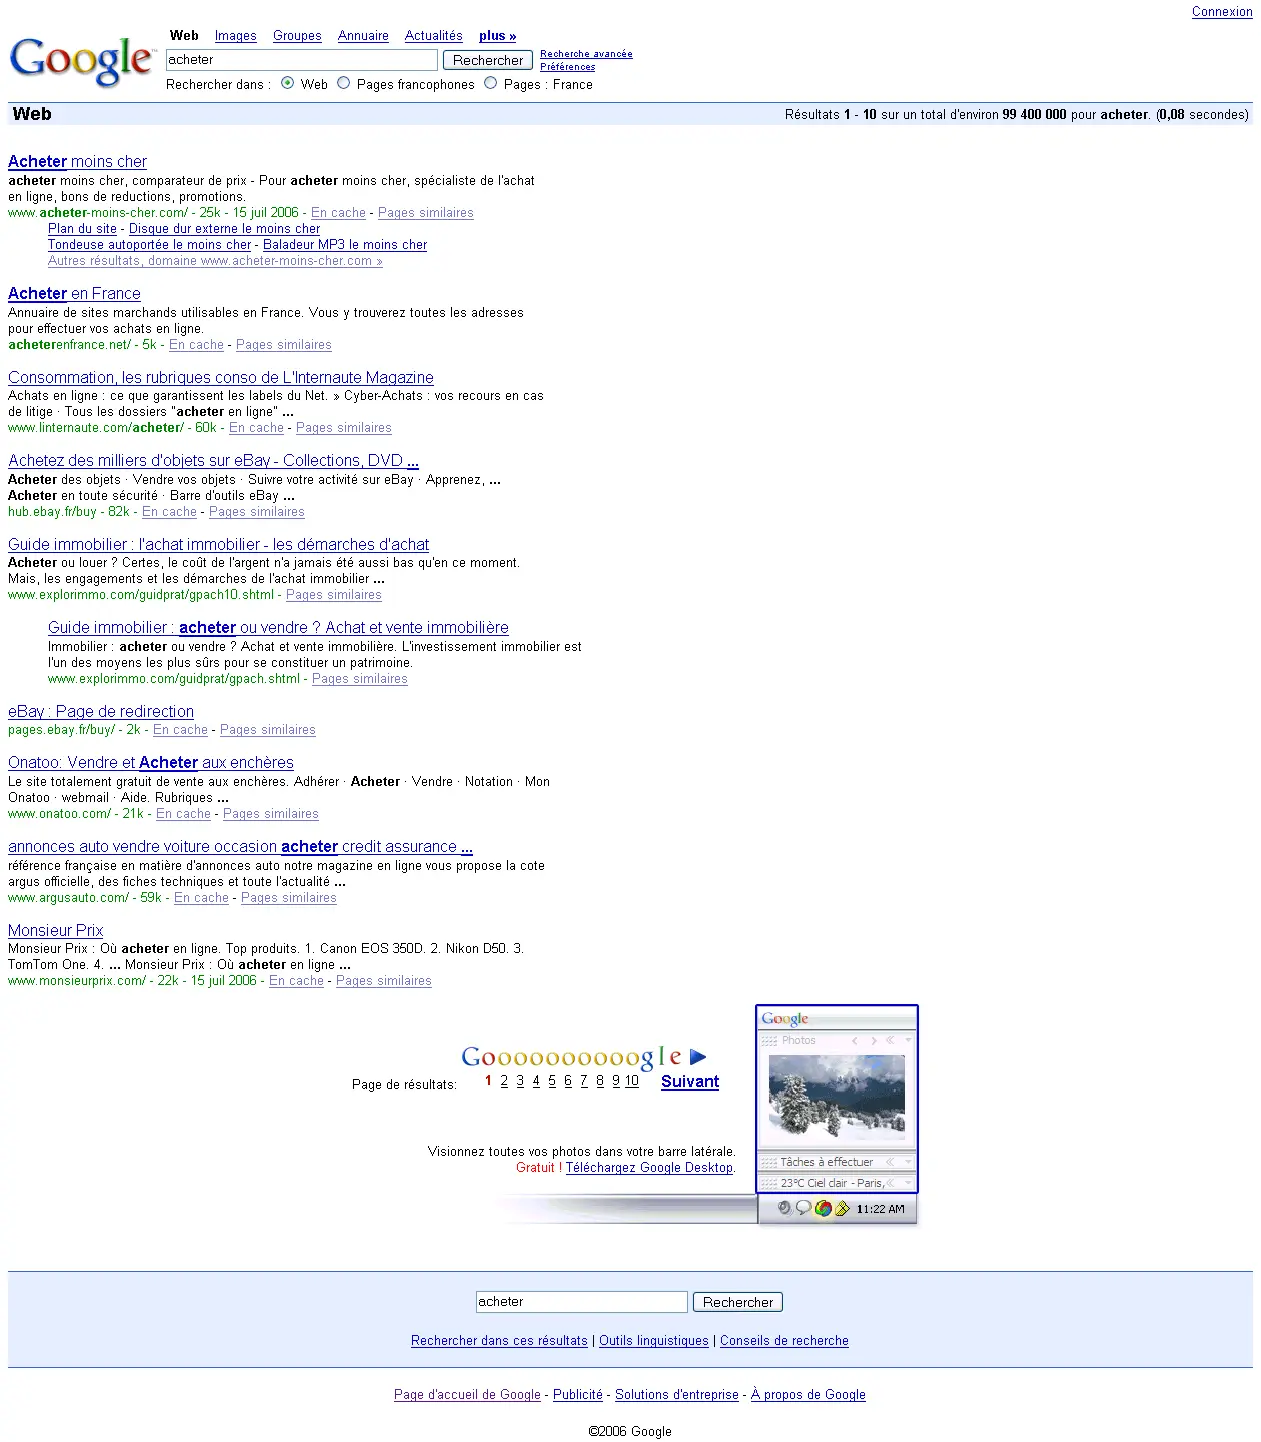 Connexion
Google™
Web Images Groupes Annuaire Actualités plus »
acheter Rechercher Recherche avancée
Préférences
Rechercher dans : Web Pages francophones Pages : France
Web Résultats 1 - 10 sur un total d'environ 99 400 000 pour acheter. (0,08 secondes)
Acheter moins cher
acheter moins cher, comparateur de prix - Pour acheter moins cher, spécialiste de l'achat
en ligne, bons de reductions, promotions.
www.acheter-moins-cher.com/ - 25k - 15 juil 2006 - En cache - Pages similaires
Plan du site - Disque dur externe le moins cher
Tondeuse autoportée le moins cher - Baladeur MP3 le moins cher
Autres résultats, domaine www.acheter-moins-cher.com »
Acheter en France
Annuaire de sites marchands utilisables en France. Vous y trouverez toutes les adresses
pour effectuer vos achats en ligne.
acheterenfrance.net/ - 5k - En cache - Pages similaires
Consommation, les rubriques conso de L'Internaute Magazine
Achats en ligne : ce que garantissent les labels du Net. » Cyber-Achats : vos recours en cas
de litige · Tous les dossiers "acheter en ligne" ...
www.linternaute.com/acheter/ - 60k - En cache - Pages similaires
Achetez des milliers d'objets sur eBay - Collections, DVD ...
Acheter des objets · Vendre vos objets · Suivre votre activité sur eBay · Apprenez, ...
Acheter en toute sécurité · Barre d'outils eBay ...
hub.ebay.fr/buy - 82k - En cache - Pages similaires
Guide immobilier : l'achat immobilier - les démarches d'achat
Acheter ou louer ? Certes, le coût de l'argent n'a jamais été aussi bas qu'en ce moment.
Mais, les engagements et les démarches de l'achat immobilier ...
www.explorimmo.com/guidprat/gpach10.shtml - Pages similaires
Guide immobilier : acheter ou vendre ? Achat et vente immobilière
Immobilier : acheter ou vendre ? Achat et vente immobilière. L'investissement immobilier est
l'un des moyens les plus sûrs pour se constituer un patrimoine.
www.explorimmo.com/guidprat/gpach.shtml - Pages similaires
eBay : Page de redirection
pages.ebay.fr/buy/ - 2k - En cache - Pages similaires
Onatoo: Vendre et Acheter aux enchères
Le site totalement gratuit de vente aux enchères. Adhérer · Acheter · Vendre · Notation · Mon
Onatoo · webmail · Aide. Rubriques ...
www.onatoo.com/ - 21k - En cache - Pages similaires
annonces auto vendre voiture occasion acheter credit assurance ...
référence française en matière d'annonces auto notre magazine en ligne vous propose la cote
argus officielle, des fiches techniques et toute l'actualité ...
www.argusauto.com/ - 59k - En cache - Pages similaires
Monsieur Prix
Monsieur Prix : Où acheter en ligne. Top produits. 1. Canon EOS 350D. 2. Nikon D50. 3.
TomTom One. 4. ... Monsieur Prix : Où acheter en ligne ...
www.monsieurprix.com/ - 22k - 15 juil 2006 - En cache - Pages similaires
Google
Photos
Goooooooooogle
Page de résultats: 1 2 3 4 5 6 7 8 9 10 Suivant
Visionnez toutes vos photos dans votre barre latérale.
Gratuit ! Téléchargez Google Desktop.
Tâches à effectuer
23°C Ciel clair - Paris,
11:22 AM
acheter Rechercher
Rechercher dans ces résultats | Outils linguistiques | Conseils de recherche
Page d'accueil de Google - Publicité - Solutions d'entreprise - À propos de Google
©2006 Google